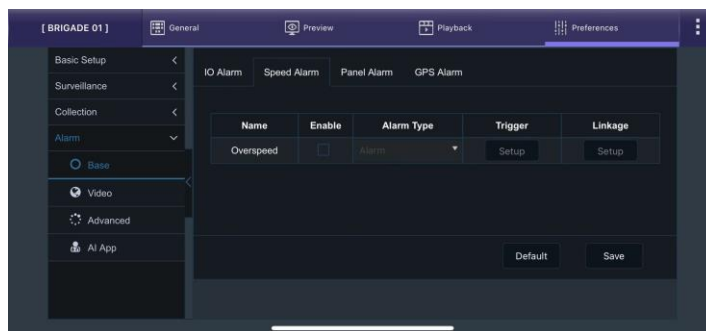 [ BRIGADE 01 ] General Preview Playback Preferences
Basic Setup
Surveillance
Collection
Alarm
Base
Video
Advanced
AI App
IO Alarm Speed Alarm Panel Alarm GPS Alarm
Name Enable Alarm Type Trigger Linkage
Overspeed Alarm Setup Setup
Default Save